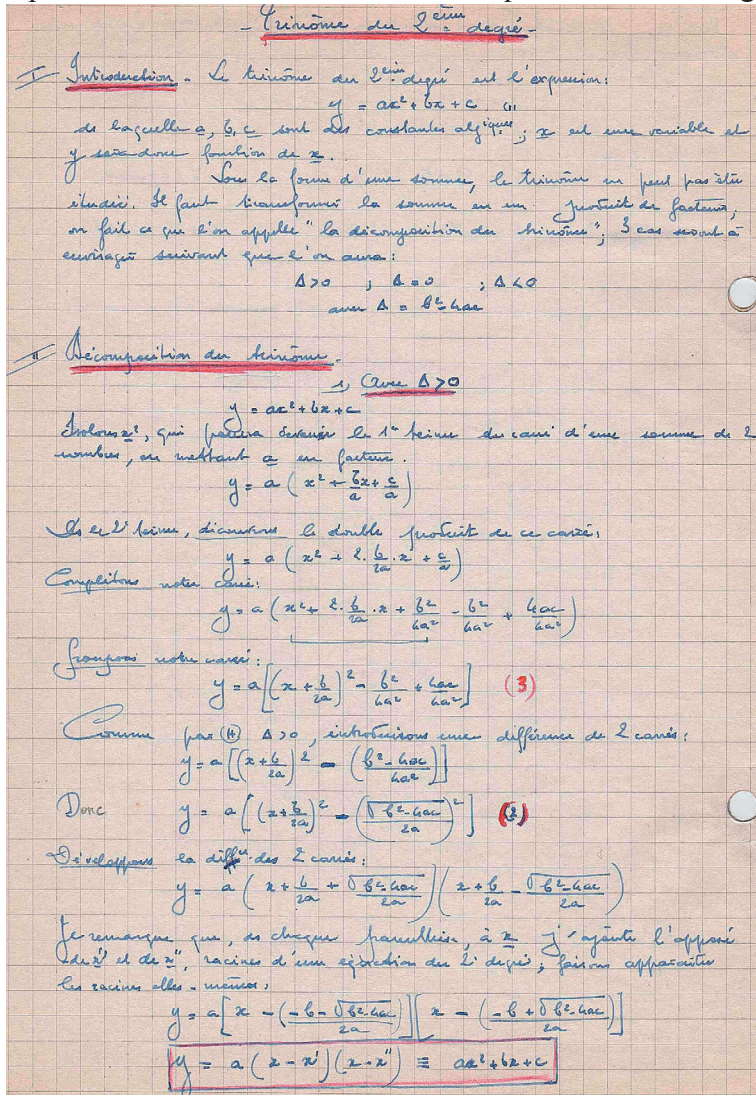 - Trinôme du 2ème degré -
I Introduction - Le trinôme du 2ème degré est l'expression:
y = ax² + bx + c (1)
ds laquelle a, b, c sont des constantes algiques ; x est une variable et
y sera donc fonction de x.
Sous la forme d'une somme, le trinôme ne peut pas être
étudié. Il faut transformer la somme en un produit de facteurs,
on fait ce que l'on appelle "la décomposition du trinôme"; 3 cas seront à
envisager suivant que l'on aura:
Δ>0 ; Δ=0 ; Δ<0
avec Δ = b²-4ac
II Décomposition du trinôme.
1) Avec Δ>0
y = ax² + bx + c
Isolons x², qui pourra devenir le 1er terme du carré d'une somme de 2
nombres, en mettant a en facteur.
y = a (x² + bx/a + c/a)
Ds le 2e terme, découvrons le double produit de ce carré:
y = a (x² + 2. b/2a .x + c/a)
Complétons notre carré:
y = a (x² + 2. b/2a .x + b²/4a² - b²/4a² + 4ac/4a²)
Groupons notre carré:
y = a [(x + b/2a)² - b²/4a² + 4ac/4a²] (3)
Comme par (H) Δ>0, introduisons une différence de 2 carrés:
y = a [(x + b/2a)² - (b²-4ac/4a²)]
Donc y = a [(x + b/2a)² - (√b²-4ac/2a)²] (2)
Développons la diffce des 2 carrés:
y = a (x + b/2a + √b²-4ac/2a)(x + b/2a - √b²-4ac/2a)
Je remarque que, ds chaque parenthèse, à x j'ajoute l'opposé
de x' et de x'', racines d'une équation du 2e degré; faisons apparaître
les racines elles-mêmes:
y = a [x - (-b-√b²-4ac/2a)][x - (-b+√b²-4ac/2a)]
y = a (x-x')(x-x'') ≡ ax²+bx+c